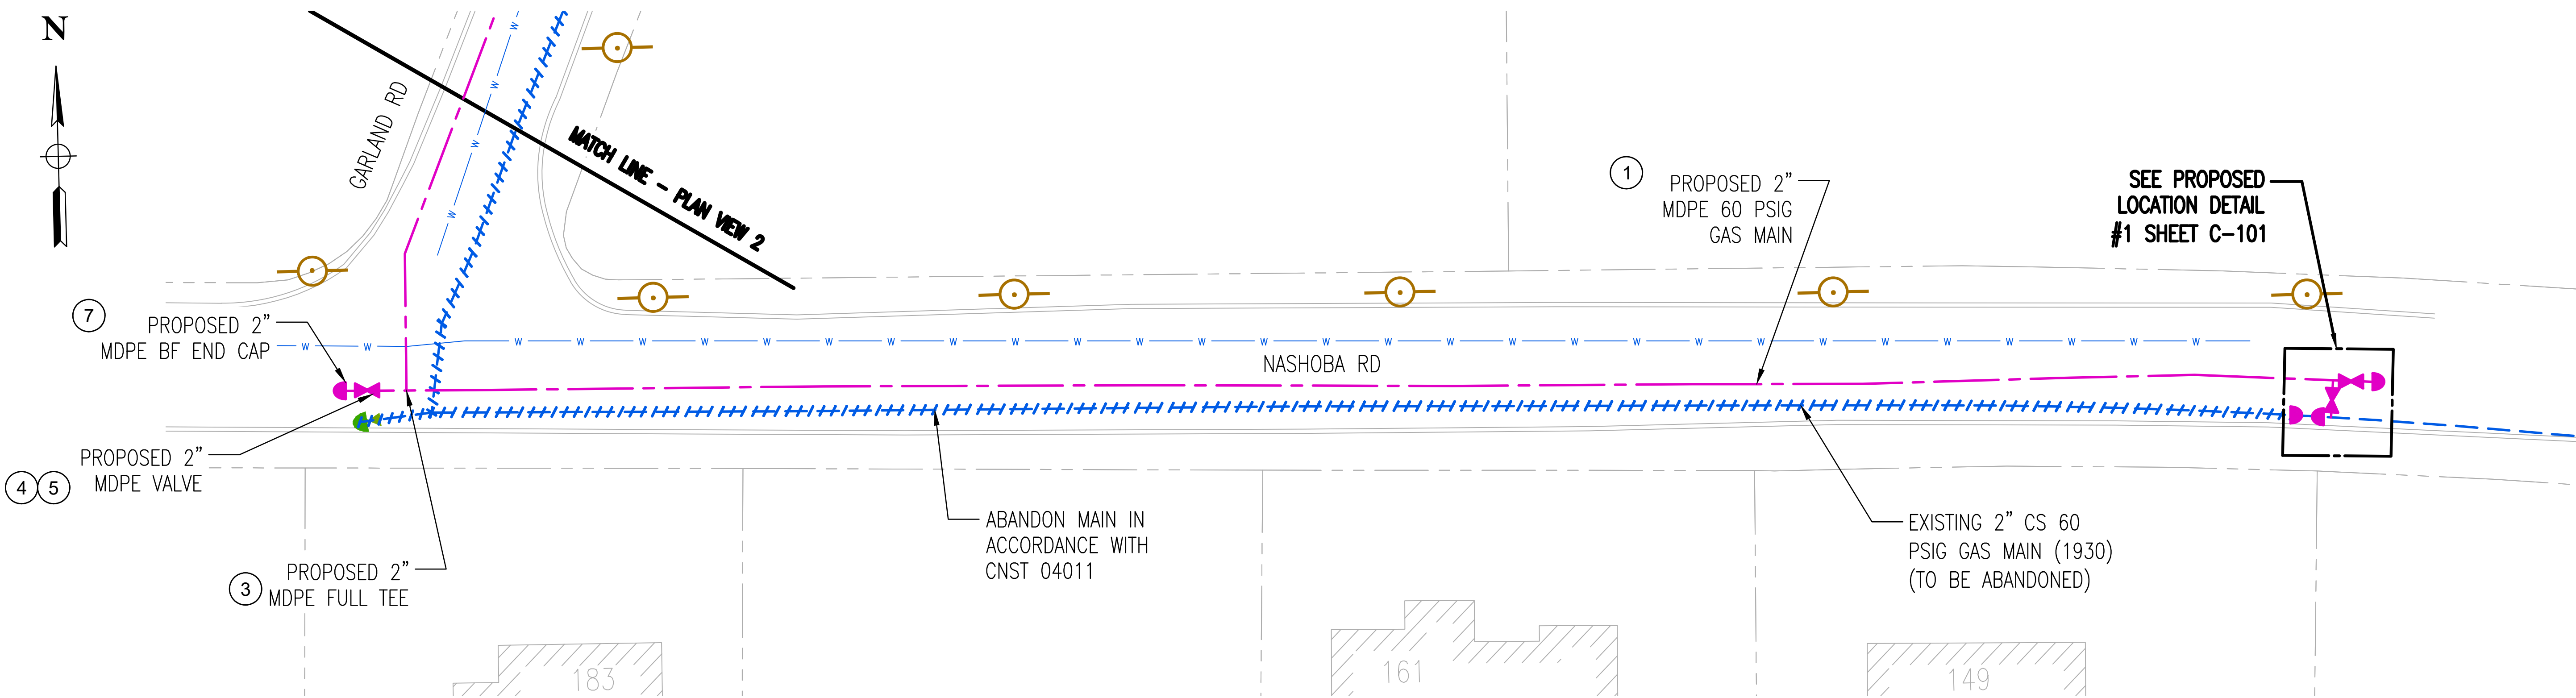 N
GARLAND RD
MATCH LINE - PLAN VIEW 2
1
PROPOSED 2"
MDPE 60 PSIG
GAS MAIN
SEE PROPOSED
LOCATION DETAIL
#1 SHEET C-101
7
PROPOSED 2"
MDPE BF END CAP
W W W W W W W W W W W W W W W W W W W W W W W W W W W W W W
W
W
W
NASHOBA RD
PROPOSED 2"
MDPE VALVE
4 5
3
PROPOSED 2"
MDPE FULL TEE
ABANDON MAIN IN
ACCORDANCE WITH
CNST 04011
EXISTING 2" CS 60
PSIG GAS MAIN (1930)
(TO BE ABANDONED)
183
161
149